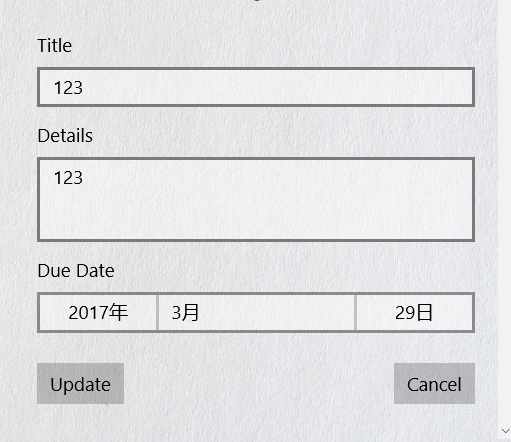 Title
123
Details
123
Due Date
2017年 3月 29日
Update Cancel